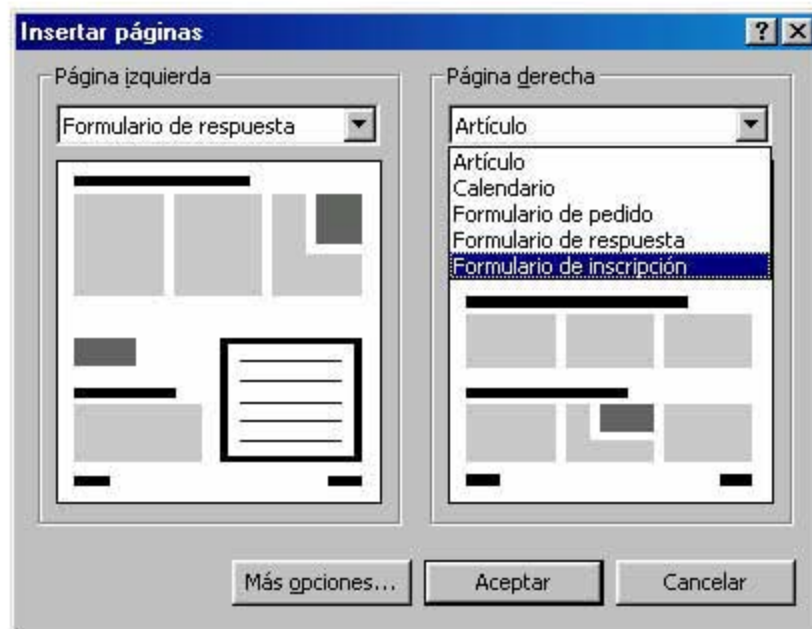 Insertar páginas
Página izquierda
Formulario de respuesta
Página derecha
Artículo
Artículo
Calendario
Formulario de pedido
Formulario de respuesta
Formulario de inscripción
Más opciones...
Aceptar
Cancelar